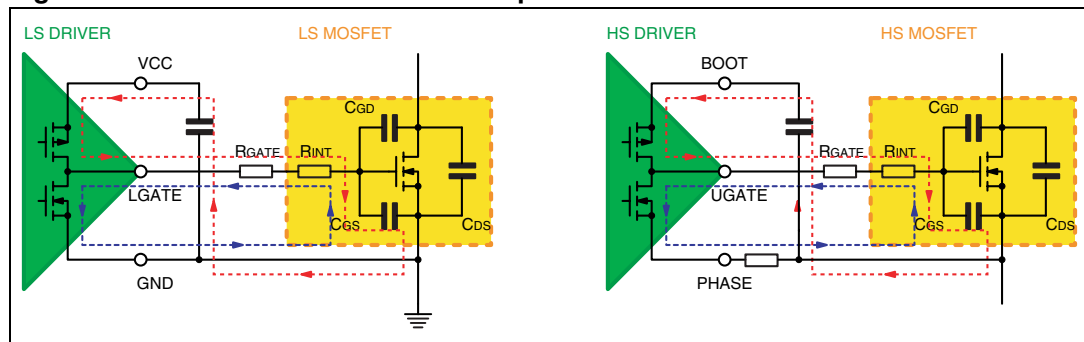 LS DRIVER
LS MOSFET
VCC
CGD
RGATE
RINT
LGATE
CGS
CDS
GND
HS DRIVER
HS MOSFET
BOOT
CGD
RGATE
RINT
UGATE
CGS
CDS
PHASE